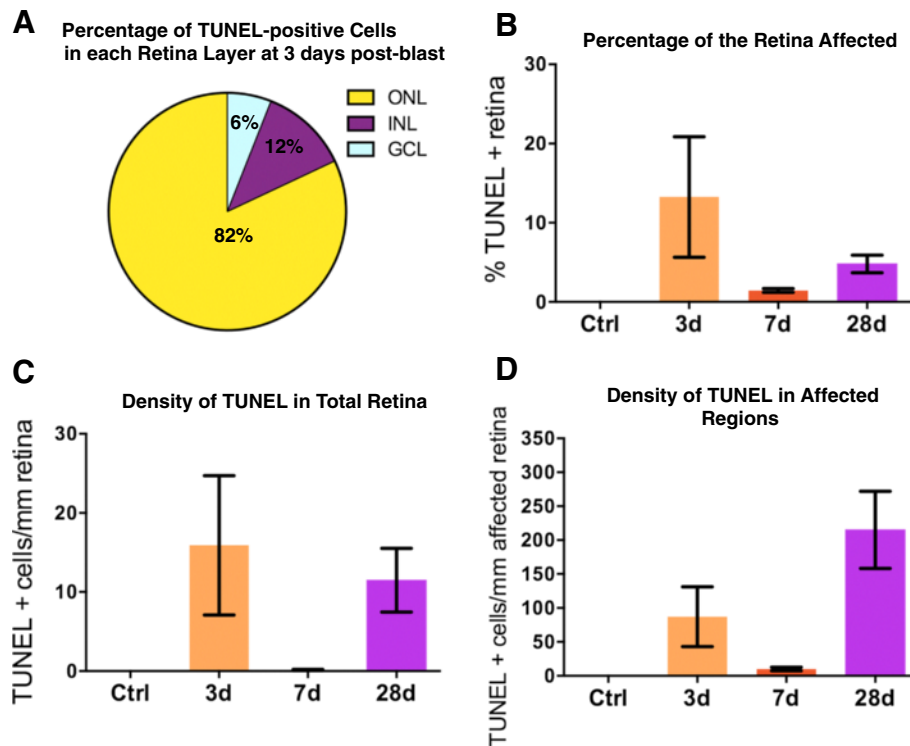 A
Percentage of TUNEL-positive Cells
in each Retina Layer at 3 days post-blast
ONL
INL
GCL
6%
12%
82%
B
Percentage of the Retina Affected
% TUNEL + retina
30
20
10
0
Ctrl 3d 7d 28d
C
Density of TUNEL in Total Retina
TUNEL + cells/mm retina
30
20
10
0
Ctrl 3d 7d 28d
D
Density of TUNEL in Affected
Regions
TUNEL + cells/mm affected retina
350
300
250
200
150
100
50
0
Ctrl 3d 7d 28d